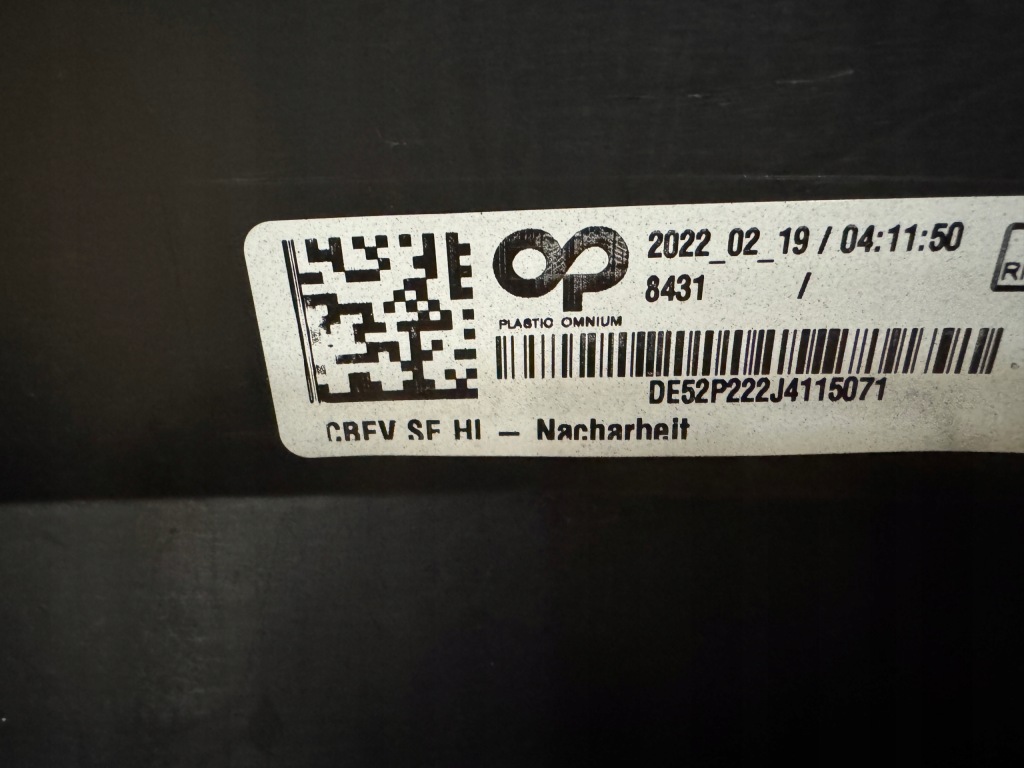 2022_02_19 / 04:11:50
8431 /
PLASTIC OMNIUM
DE52P222J4115071
CBEV SF HI – Nacharbeit